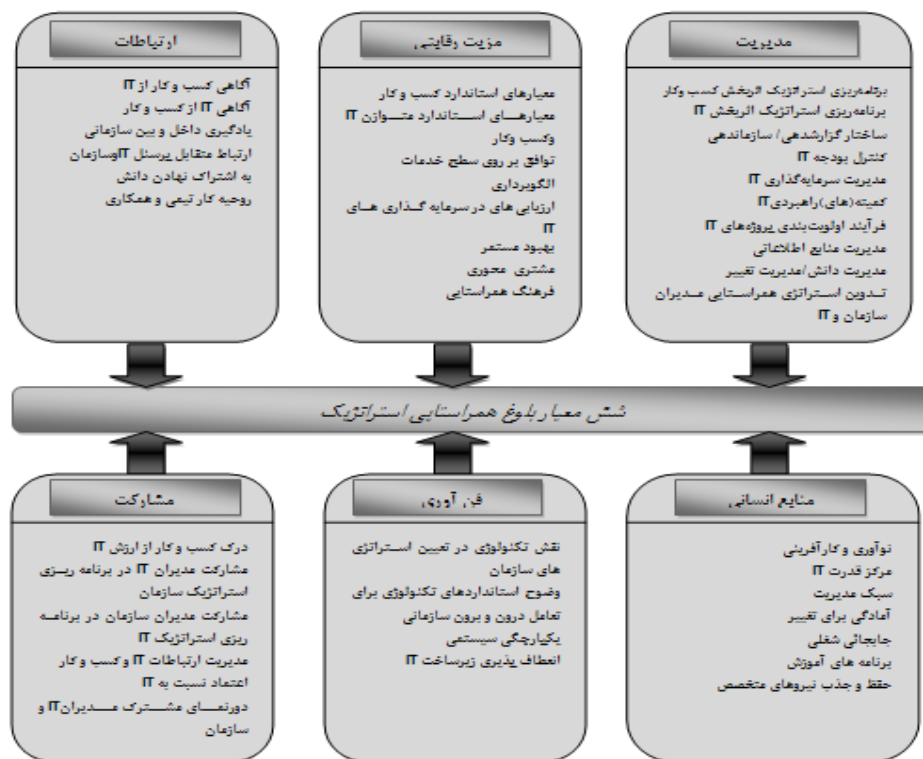 مدیریت
برنامه‌ریزی استراتژیک اثربخش کسب وکار
برنامه‌ریزی استراتژیک اثربخش IT
ساختار گزارشدهی/ سازماندهی
کنترل بودجه IT
مدیریت سرمایه‌گذاری IT
کمیته(های)راهبردی IT
فرآیند اولویت‌بندی پروژه‌های IT
مدیریت منابع اطلاعاتی
مدیریت دانش/مدیریت تغییر
تدوین استراتژی همراستایی مدیران
سازمان و IT
مزیت رقابتی
معیارهای استاندارد کسب و کار
معیارهای استاندارد متوازن IT
وکسب وکار
توافق بر روی سطح خدمات
الگوبرداری
ارزیابی های در سرمایه گذاری های
IT
بهبود مستمر
مشتری محوری
فرهنگ همراستایی
ارتباطات
آگاهی کسب و کار از IT
آگاهی IT از کسب و کار
یادگیری داخل و بین سازمانی
ارتباط متقابل پرسنل IT وسازمان
به اشتراک نهادن دانش
روحیه کار تیمی و همکاری
شش معیار بلوغ همراستایی استراتژیک
منابع انسانی
نوآوری و کارآفرینی
مرکز قدرت IT
سبک مدیریت
آمادگی برای تغییر
جابجائی شغلی
برنامه های آموزش
حفظ و جذب نیروهای متخصص
فن آوری
نقش تکنولوژی در تعیین استراتژی
های سازمان
وضوح استانداردهای تکنولوژی برای
تعامل درون و برون سازمانی
یکپارچگی سیستمی
انعطاف پذیری زیرساخت IT
مشارکت
درک کسب و کار از ارزش IT
مشارکت مدیران IT در برنامه ریزی
استراتژیک سازمان
مشارکت مدیران سازمان در برنامه
ریزی استراتژیک IT
مدیریت ارتباطات IT و کسب و کار
اعتماد نسبت به IT
دورنمای مشترک مدیران IT و
سازمان